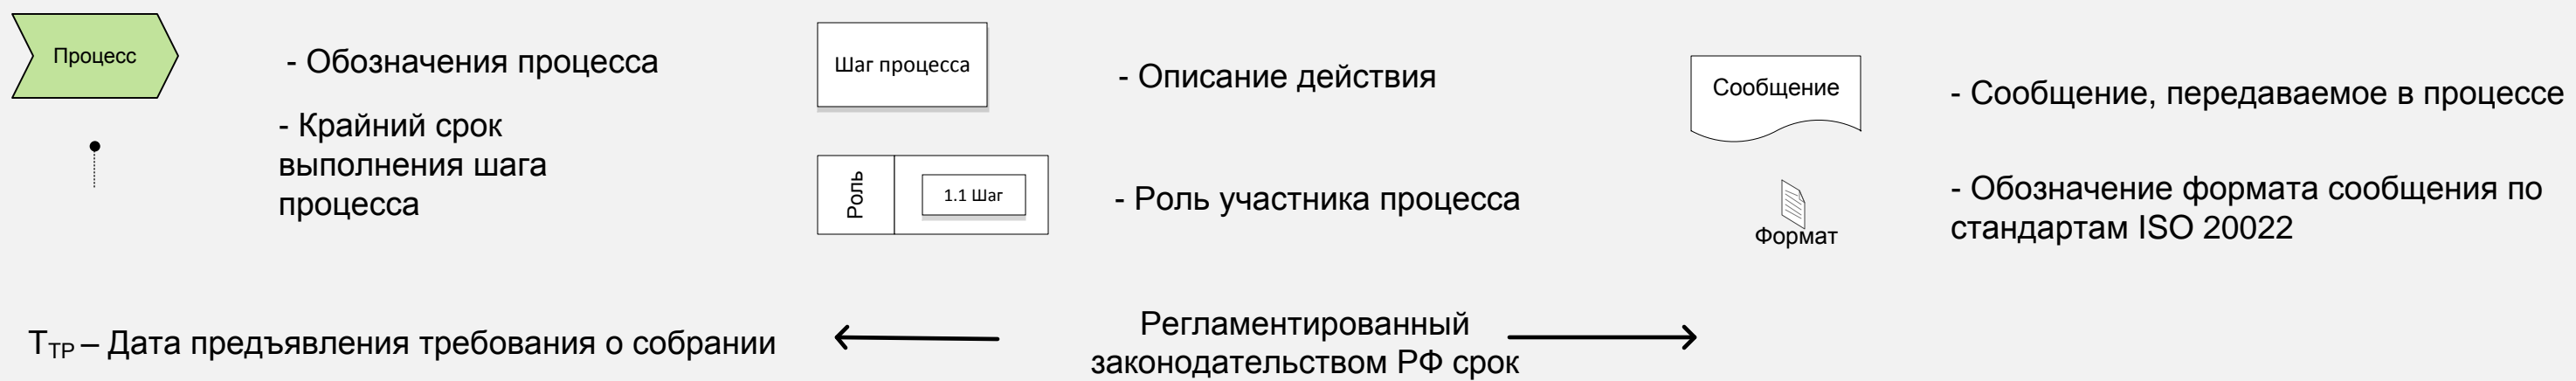 Процесс
- Обозначения процесса
- Крайний срок
выполнения шага
процесса
Шаг процесса
- Описание действия
Роль
1.1 Шаг
- Роль участника процесса
Сообщение
- Сообщение, передаваемое в процессе
Формат
- Обозначение формата сообщения по
стандартам ISO 20022
TТР – Дата предъявления требования о собрании
Регламентированный
законодательством РФ срок